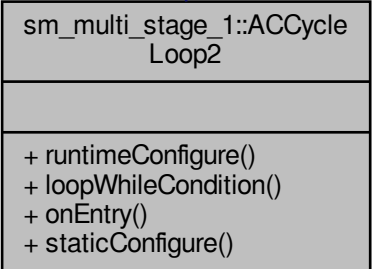 sm_multi_stage_1::ACCycle
Loop2
+ runtimeConfigure()
+ loopWhileCondition()
+ onEntry()
+ staticConfigure()